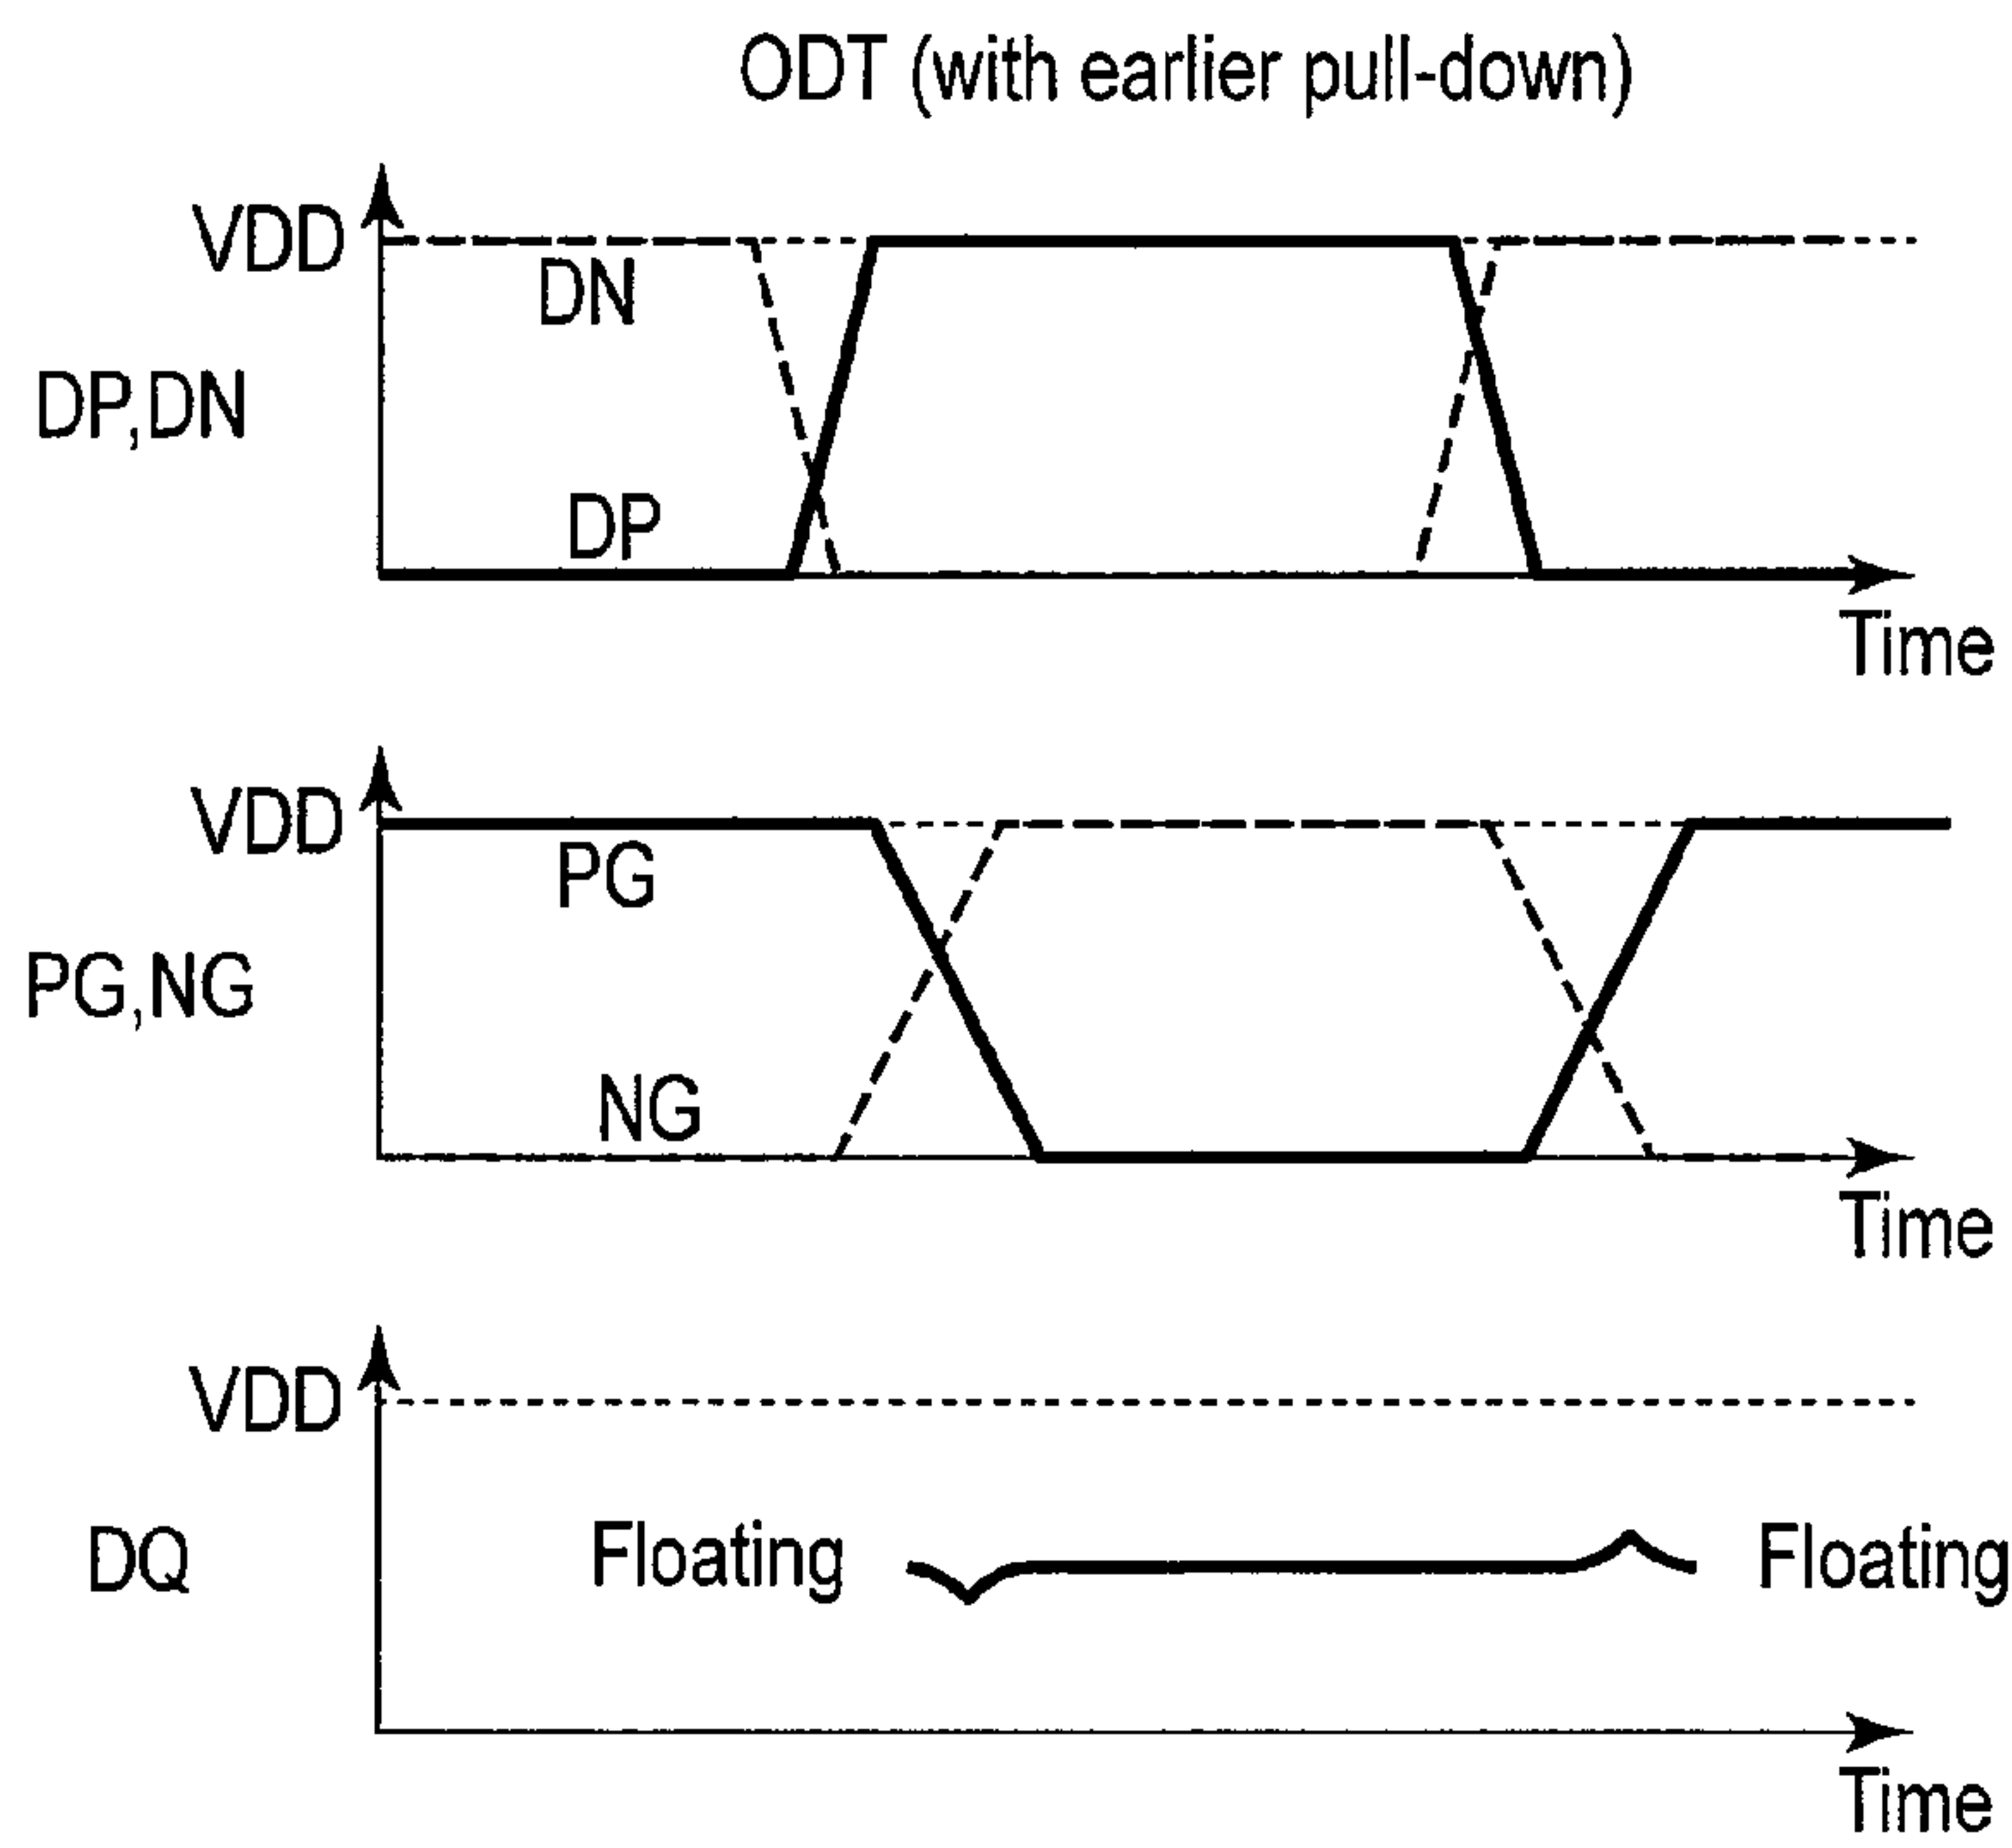 ODT (with earlier pull-down)
VDD
DN
DP,DN
DP
Time
VDD
PG
PG,NG
NG
Time
VDD
DQ
Floating
Floating
Time